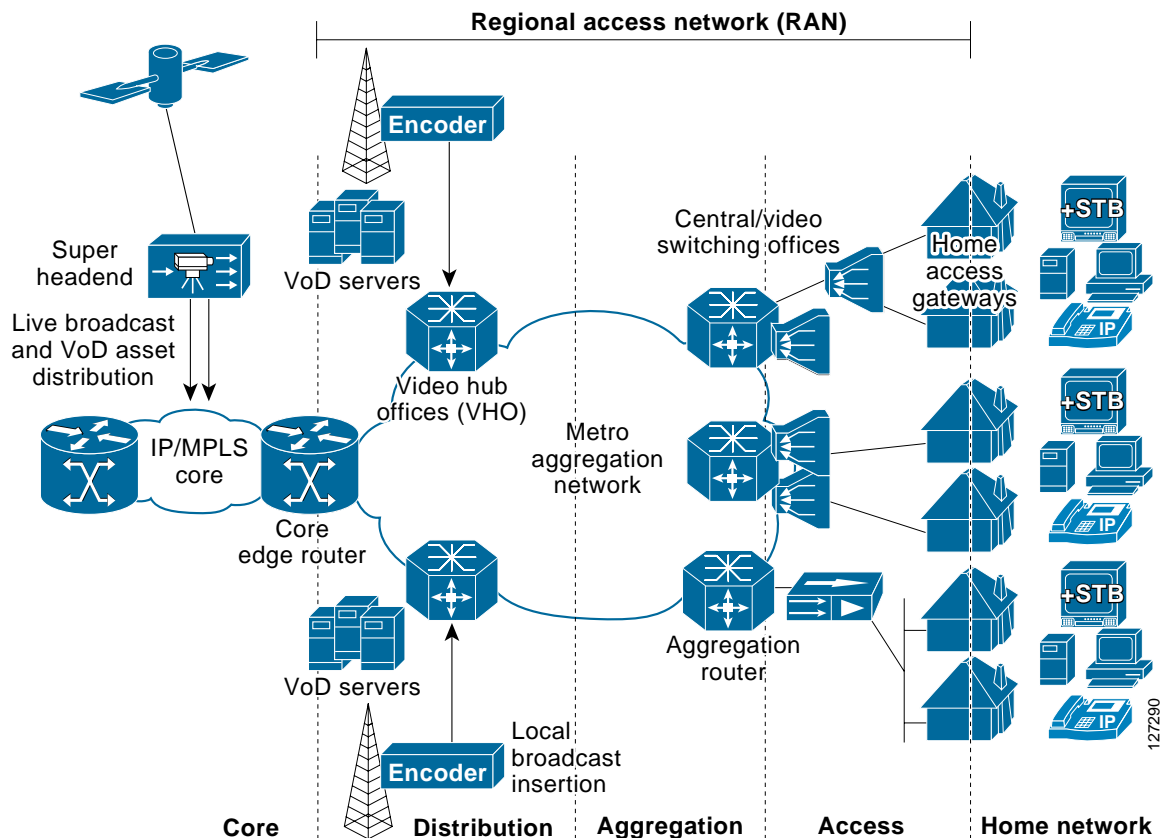 Regional access network (RAN)
Encoder
Super
headend
VoD servers
Central/video
switching offices
+STB
Home
access
gateways
IP
Live broadcast
and VoD asset
distribution
Video hub
offices (VHO)
IP/MPLS
core
Metro
aggregation
network
+STB
IP
Core
edge router
+STB
Aggregation
router
VoD servers
IP
Local
broadcast
insertion
Encoder
127290
Core
Distribution
Aggregation
Access
Home network